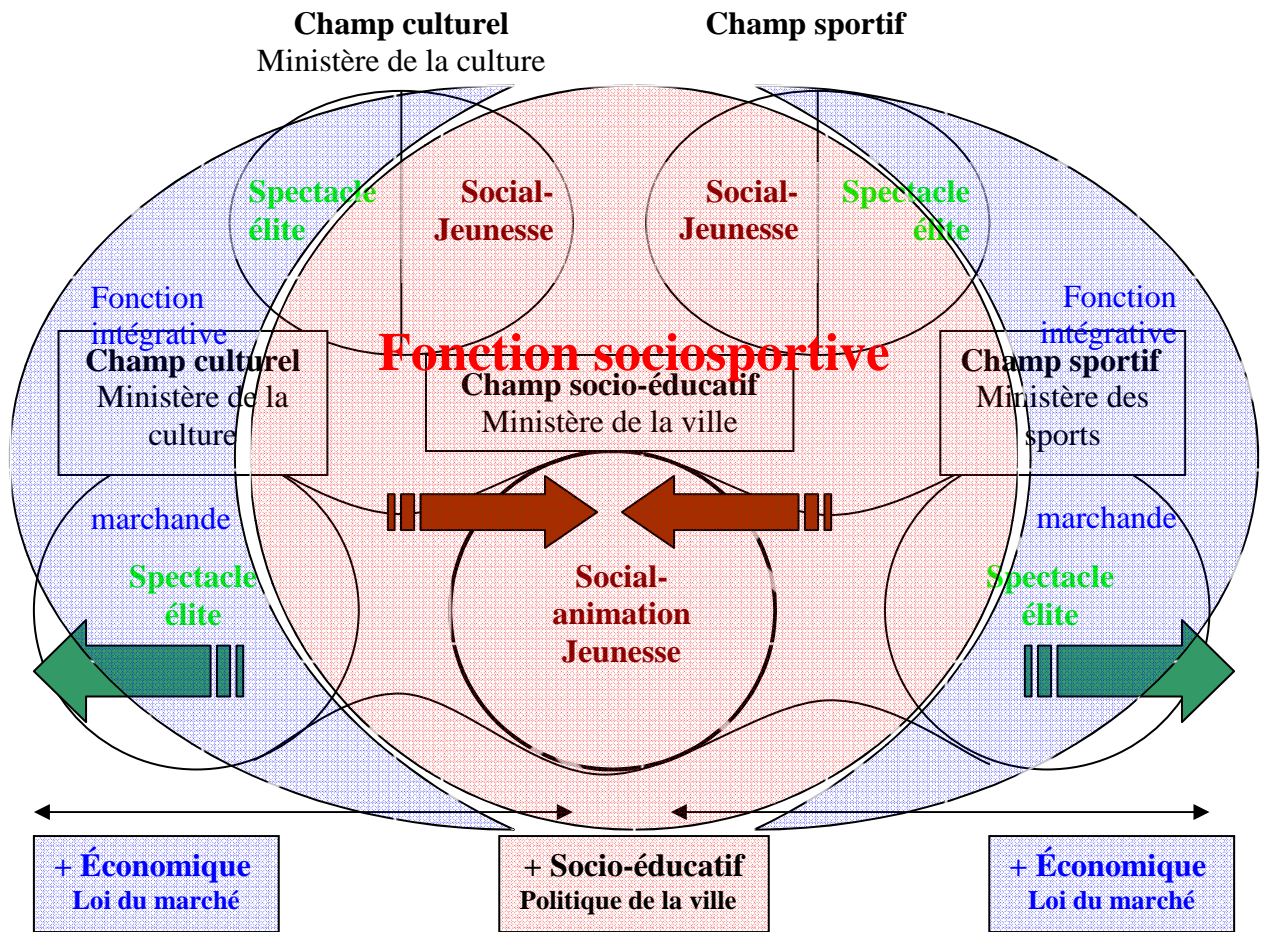 Champ culturel
Ministère de la culture
Champ sportif
Spectacle
élite
Social-
Jeunesse
Social-
Jeunesse
Spectacle
élite
Fonction
intégrative
Fonction
intégrative
Fonction sociosportive
Champ culturel
Ministère de la
culture
Champ socio-éducatif
Ministère de la ville
Champ sportif
Ministère des
sports
marchande
marchande
Spectacle
élite
Social-
animation
Jeunesse
Spectacle
élite
+ Économique
Loi du marché
+ Socio-éducatif
Politique de la ville
+ Économique
Loi du marché